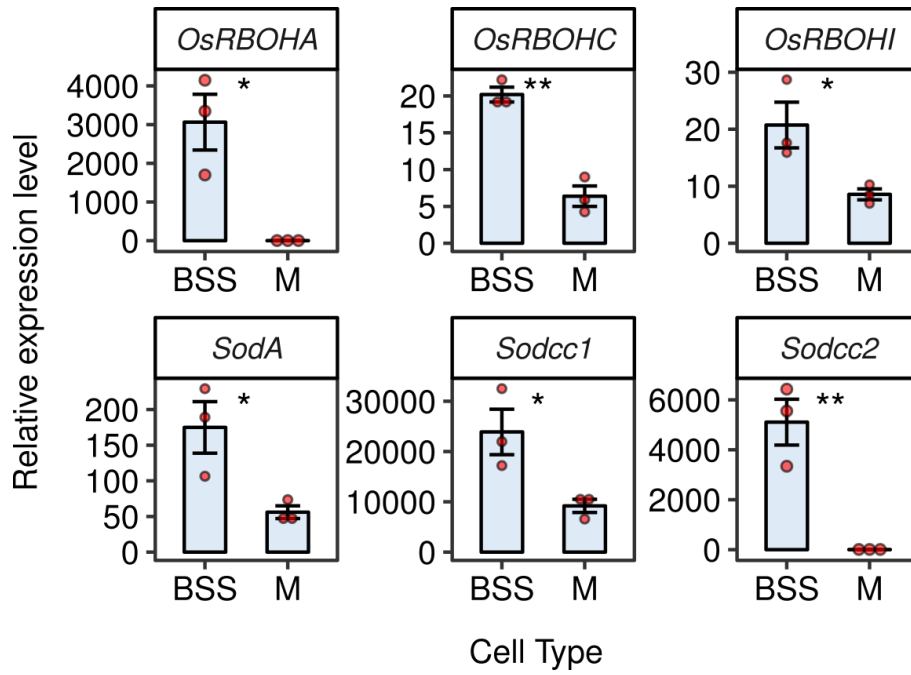 OsRBOHA
OsRBOHC
OsRBOHI
Relative expression level
4000
3000
2000
1000
0
*
BSS M
20
15
10
5
0
**
BSS M
30
20
10
0
*
BSS M
SodA
Sodcc1
Sodcc2
200
150
100
50
0
*
BSS M
30000
20000
10000
0
*
BSS M
6000
4000
2000
0
**
BSS M
Cell Type